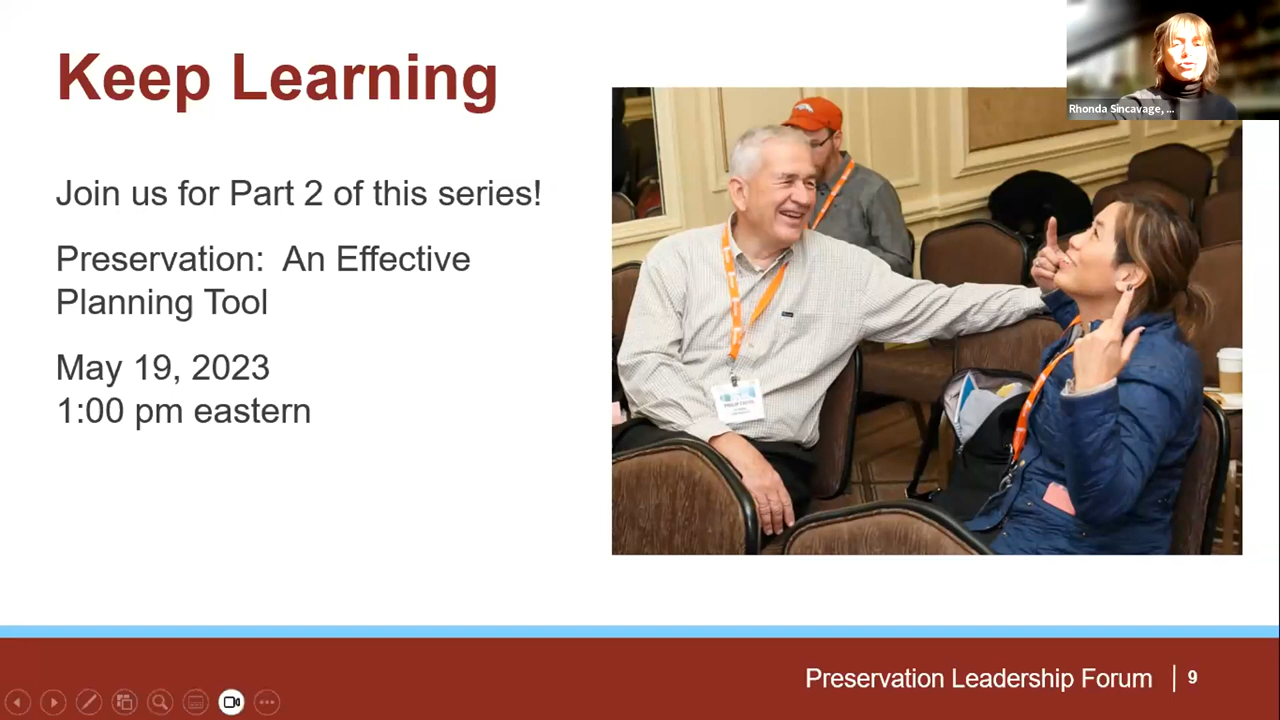 Keep Learning
Rhonda Sincavage, ...
Join us for Part 2 of this series!
Preservation: An Effective
Planning Tool
May 19, 2023
1:00 pm eastern
Preservation Leadership Forum
9